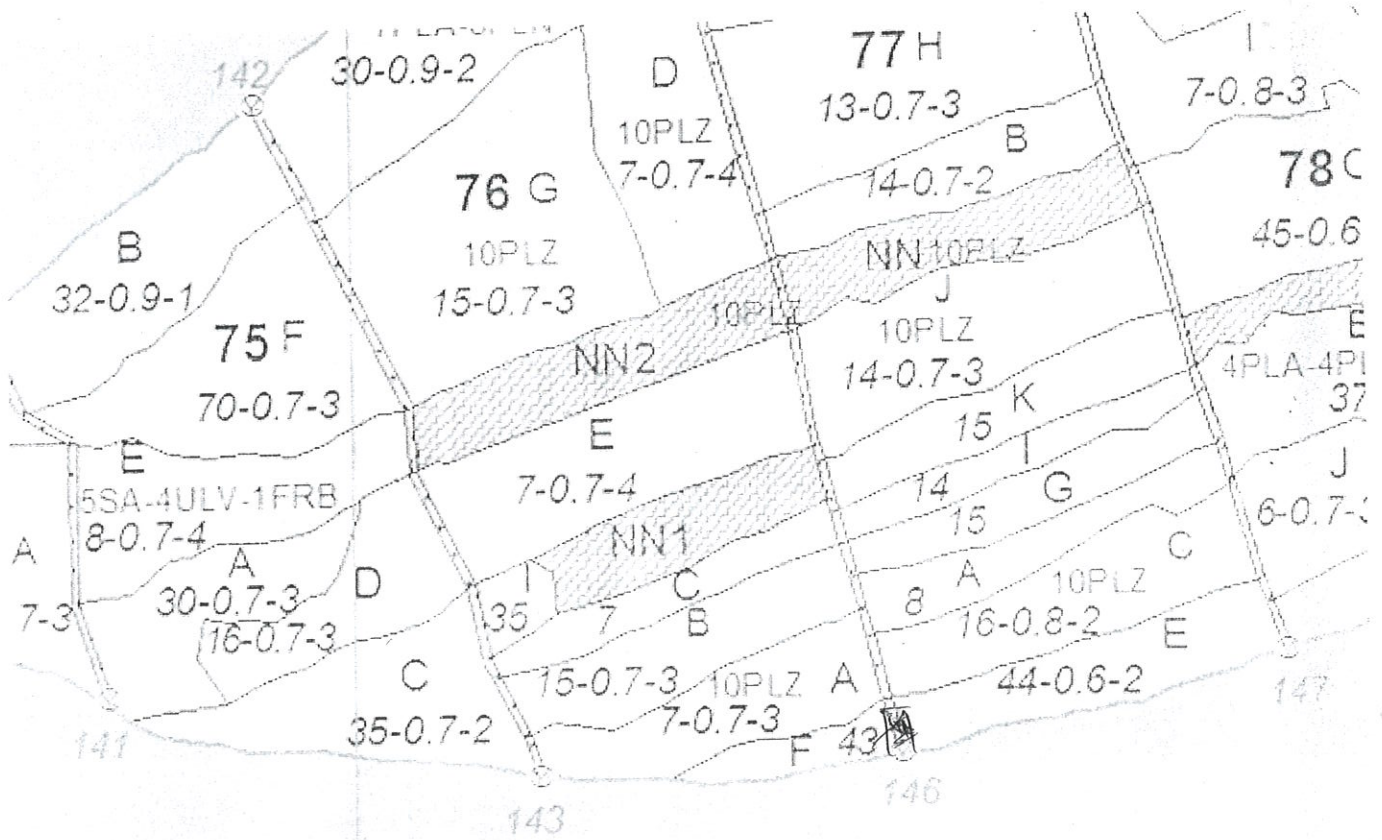 142
30-0.9-2
D
10PLZ
7-0.7-4
77 H
13-0.7-3
B
14-0.7-2
I
7-0.8-3
78
45-0.6
76 G
10PLZ
15-0.7-3
B
32-0.9-1
75 F
70-0.7-3
NN 10PLZ
J
10PLZ
14-0.7-3
10PLZ
NN2
E
7-0.7-4
E
5SA-4ULV-1FRB
8-0.7-4
A
7-3
A
30-0.7-3
16-0.7-3
D
NN1
I
35
C
7
B
K
15
I
14
G
15
4PLA-4PL
37
J
6-0.7-3
C
A
8
10PLZ
16-0.8-2
E
44-0.6-2
C
35-0.7-2
15-0.7-3
10PLZ
7-0.7-3
A
F
43
141
143
146
147